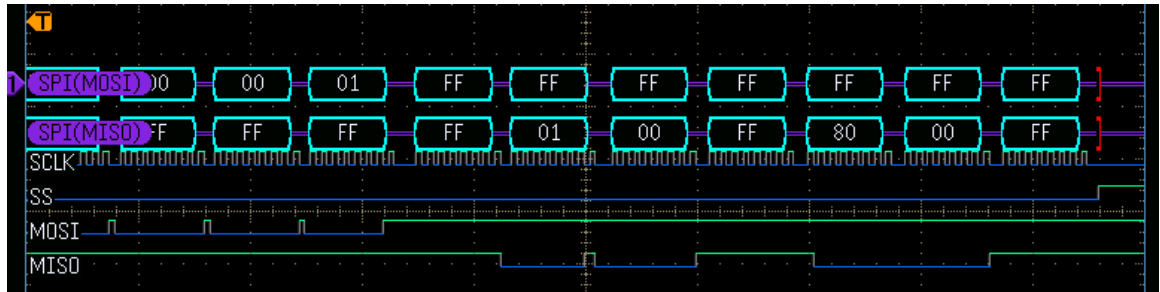 T
1 SPI(MOSI) 00 00 01 FF FF FF FF FF FF FF
SPI(MISO) FF FF FF FF 01 00 FF 80 00 FF
SCLK
SS
MOSI
MISO